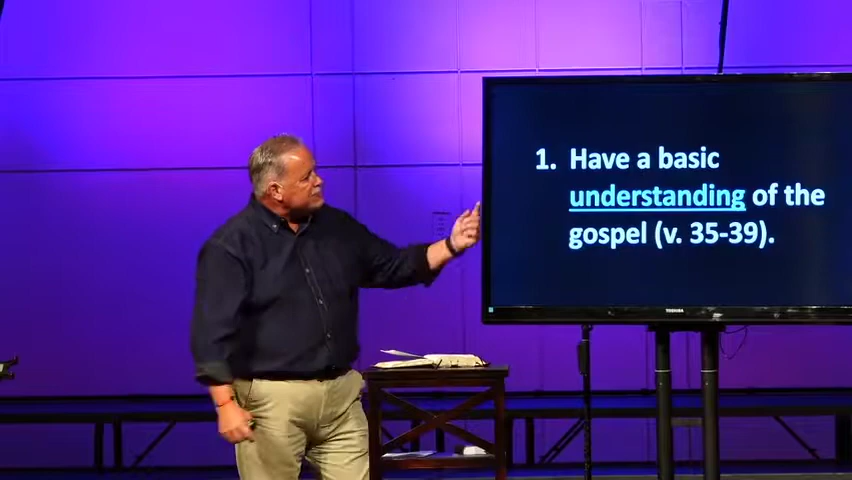 1. Have a basic
understanding of the
gospel (v. 35-39).
TOSHIBA